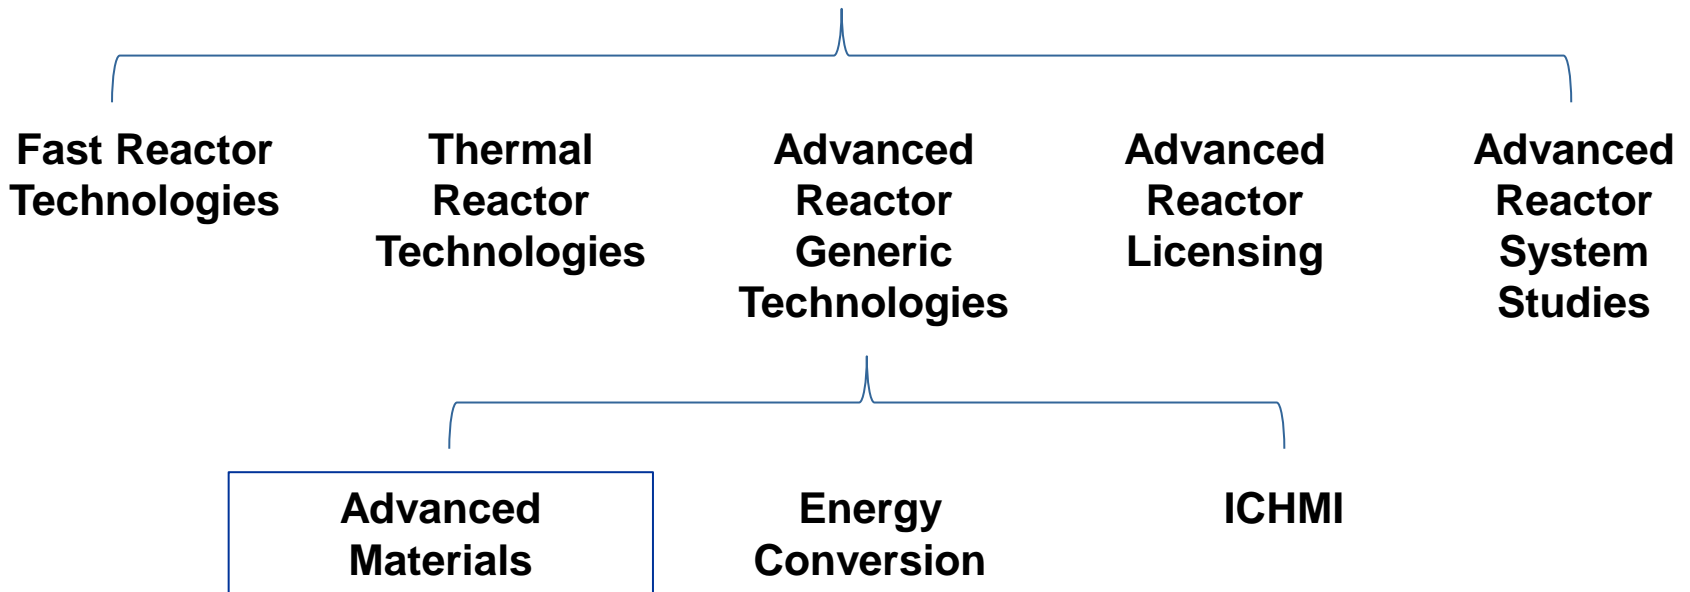 Fast Reactor
Technologies
Thermal
Reactor
Technologies
Advanced
Reactor
Generic
Technologies
Advanced
Reactor
Licensing
Advanced
Reactor
System
Studies
Advanced
Materials
Energy
Conversion
ICHMI